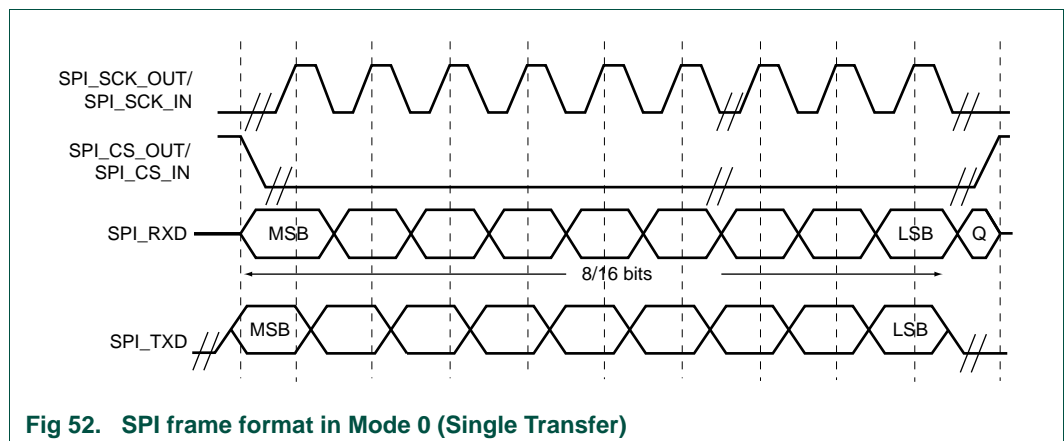 SPI_SCK_OUT/
SPI_SCK_IN
SPI_CS_OUT/
SPI_CS_IN
SPI_RXD
MSB
LSB
Q
8/16 bits
SPI_TXD
MSB
LSB
Fig 52. SPI frame format in Mode 0 (Single Transfer)